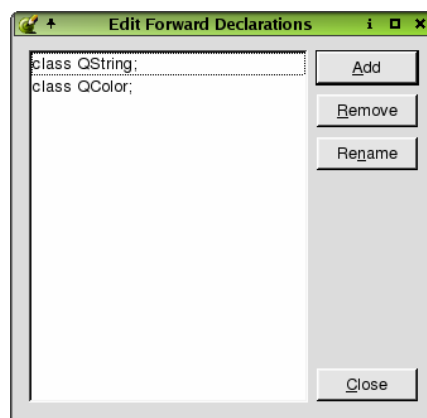 Edit Forward Declarations
class QString;
class QColor;
Add
Remove
Rename
Close